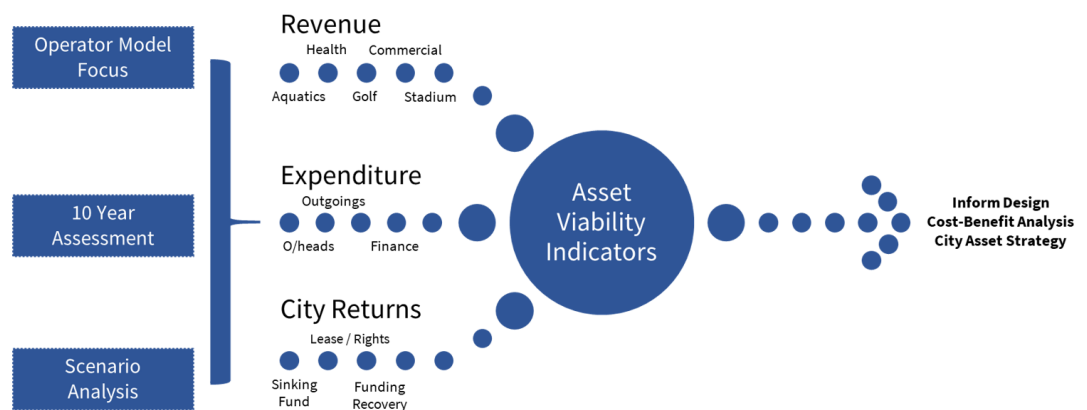 Operator Model
Focus
10 Year
Assessment
Scenario
Analysis
Revenue
Health Commercial
Aquatics Golf Stadium
Expenditure
Outgoings
O/heads Finance
City Returns
Lease / Rights
Sinking
Fund
Funding
Recovery
Asset
Viability
Indicators
Inform Design
Cost-Benefit Analysis
City Asset Strategy